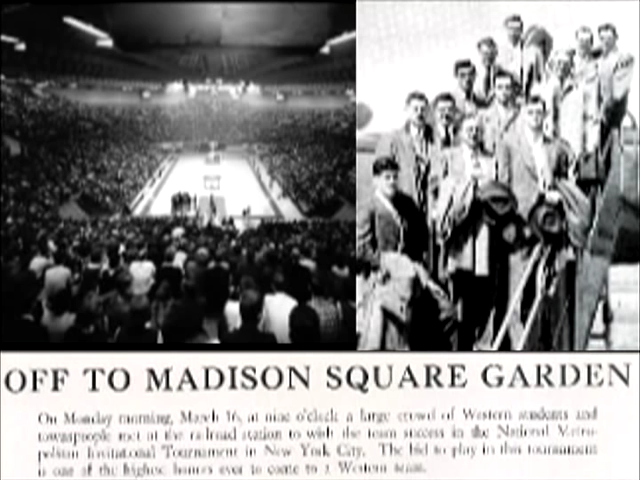 OFF TO MADISON SQUARE GARDEN
On Monday morning, March 16, at nine o'clock a large crowd of Western students and
townspeople met at the railroad station to wish the team success in the National Metro-
politan Invitational Tournament in New York City. The bid to play in this tournament
is one of the highest honors ever to come to a Western team.